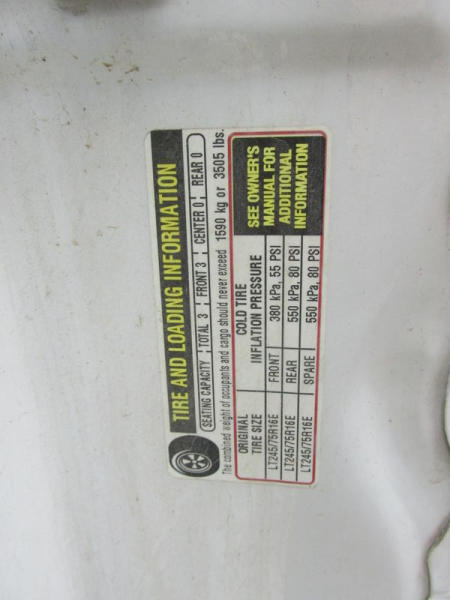 TIRE AND LOADING INFORMATION
SEATING CAPACITY TOTAL 3 FRONT 3 CENTER 0 REAR 0
The combined weight of occupants and cargo should never exceed 1590 kg or 3505 lbs.
ORIGINAL TIRE SIZE COLD TIRE INFLATION PRESSURE
LT245/75R16E FRONT 380 kPa, 55 PSI
LT245/75R16E REAR 550 kPa, 80 PSI
LT245/75R16E SPARE 550 kPa, 80 PSI
SEE OWNER'S
MANUAL FOR
ADDITIONAL
INFORMATION